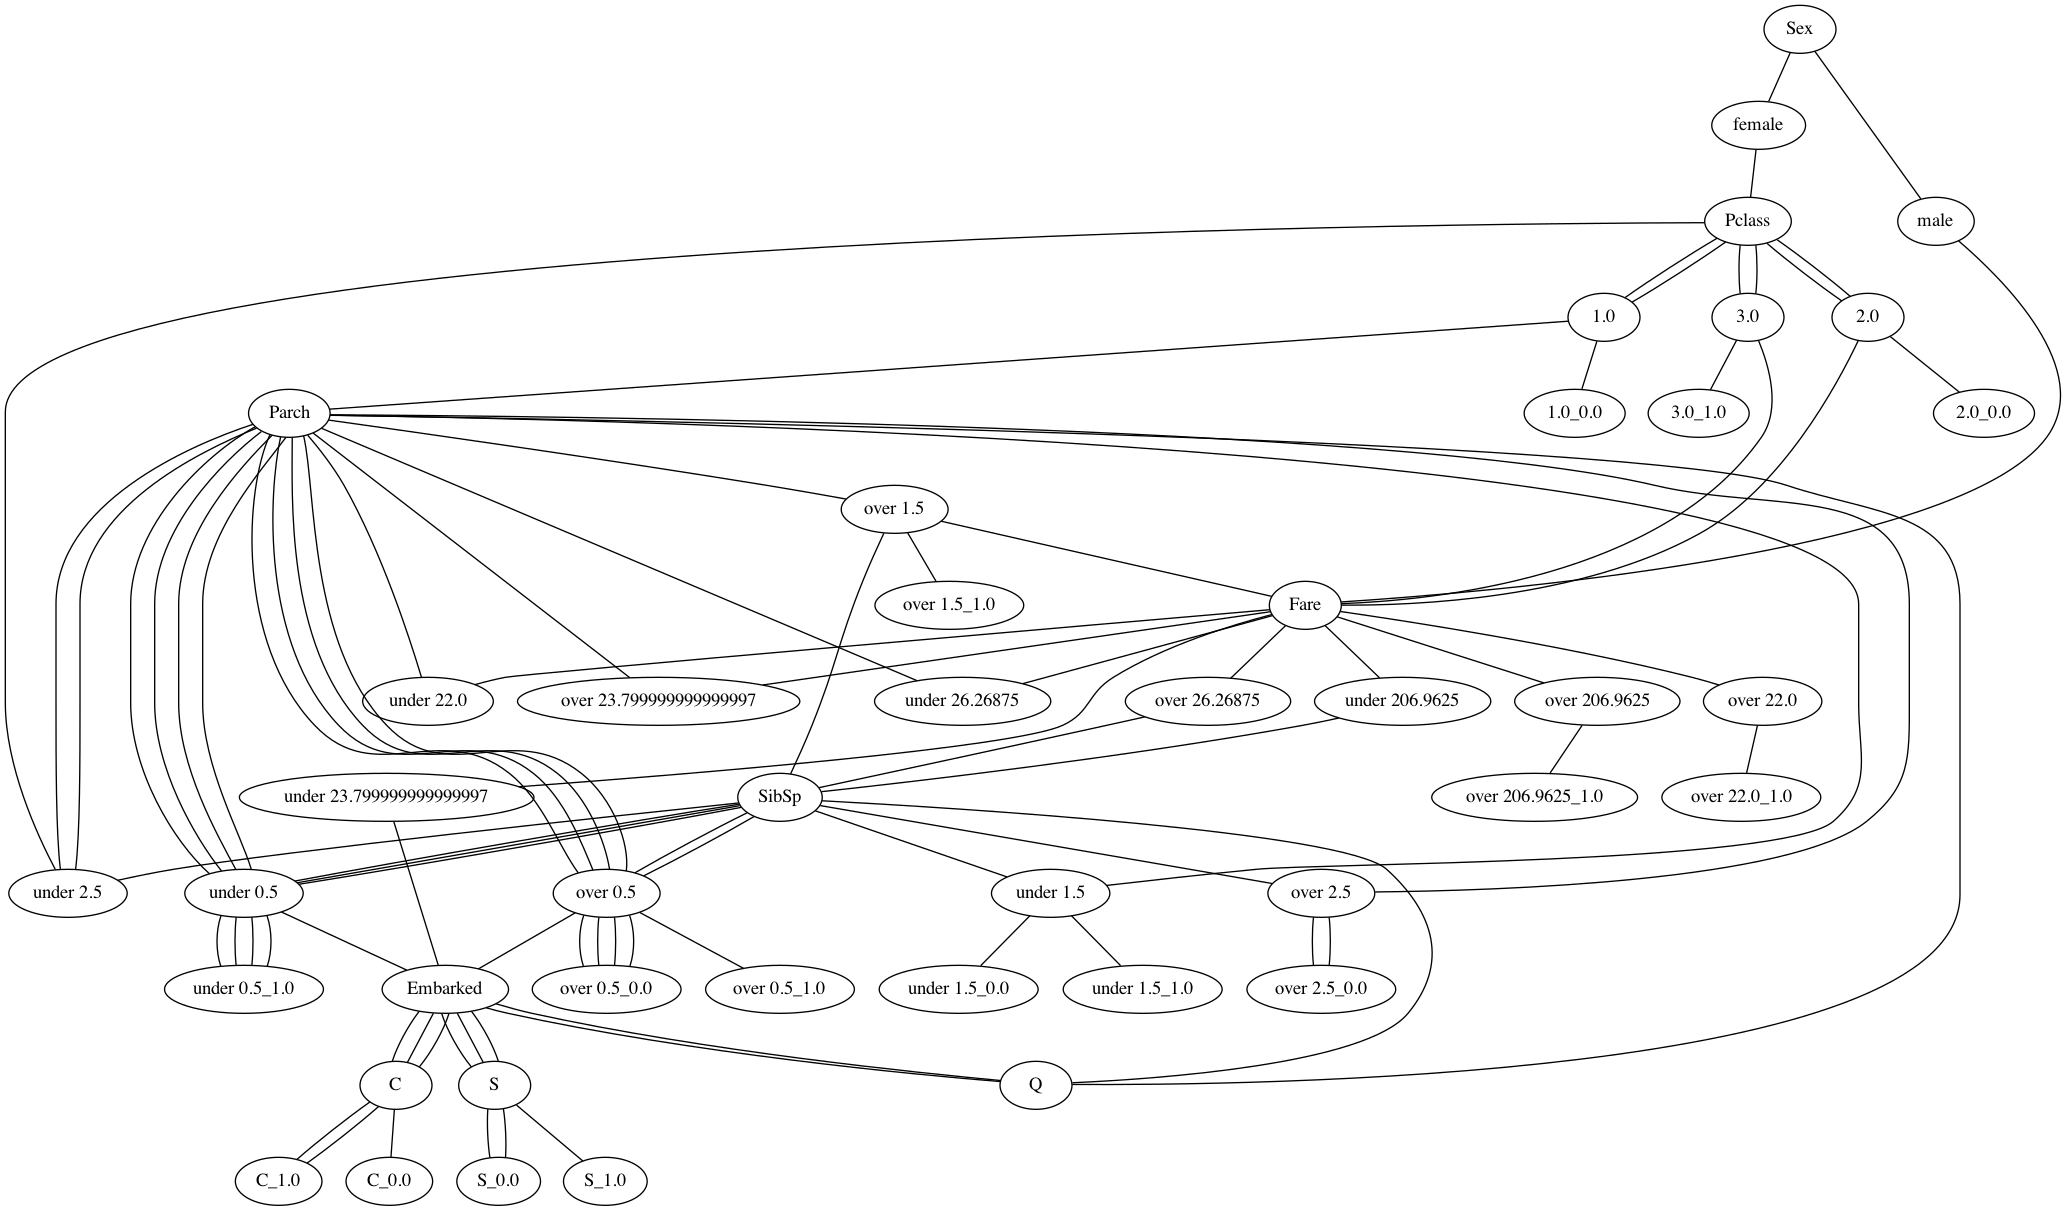 Sex
female
Pclass
male
1.0
3.0
2.0
Parch
1.0_0.0
3.0_1.0
2.0_0.0
over 1.5
over 1.5_1.0
Fare
under 22.0
over 23.799999999999997
under 26.26875
over 26.26875
under 206.9625
over 206.9625
over 22.0
under 23.799999999999997
SibSp
over 206.9625_1.0
over 22.0_1.0
under 2.5
under 0.5
over 0.5
under 1.5
over 2.5
under 0.5_1.0
Embarked
over 0.5_0.0
over 0.5_1.0
under 1.5_0.0
under 1.5_1.0
over 2.5_0.0
C
S
Q
C_1.0
C_0.0
S_0.0
S_1.0